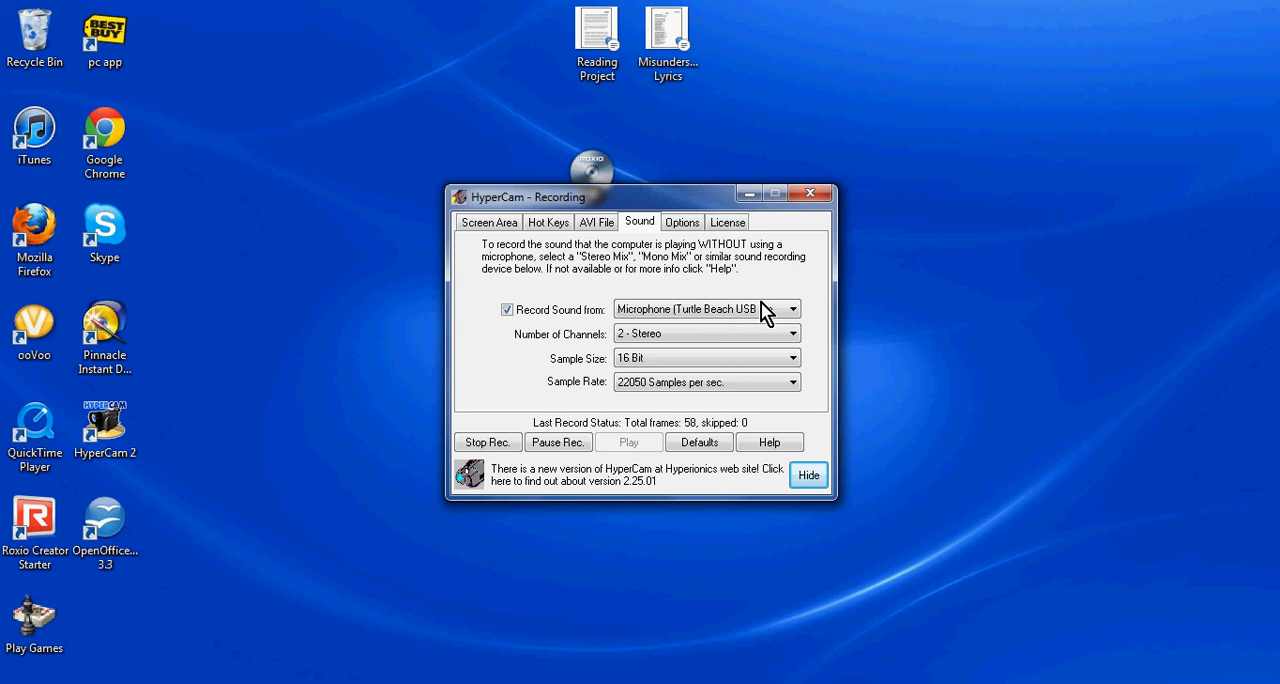 Recycle Bin
BEST BUY
pc app
iTunes
Google
Chrome
Mozilla
Firefox
Skype
ooVoo
Pinnacle
Instant D...
QuickTime
Player
HYPERCAM
HyperCam 2
Roxio Creator
Starter
OpenOffice...
3.3
Play Games
Reading
Project
Misunders...
Lyrics
ROXIO
HyperCam - Recording
Screen Area Hot Keys AVI File Sound Options License
To record the sound that the computer is playing WITHOUT using a
microphone, select a "Stereo Mix", "Mono Mix" or similar sound recording
device below. If not available or for more info click "Help".
Record Sound from: Microphone (Turtle Beach USB
Number of Channels: 2 - Stereo
Sample Size: 16 Bit
Sample Rate: 22050 Samples per sec.
Last Record Status: Total frames: 58, skipped: 0
Stop Rec. Pause Rec. Play Defaults Help
There is a new version of HyperCam at Hyperionics web site! Click
here to find out about version 2.25.01
Hide